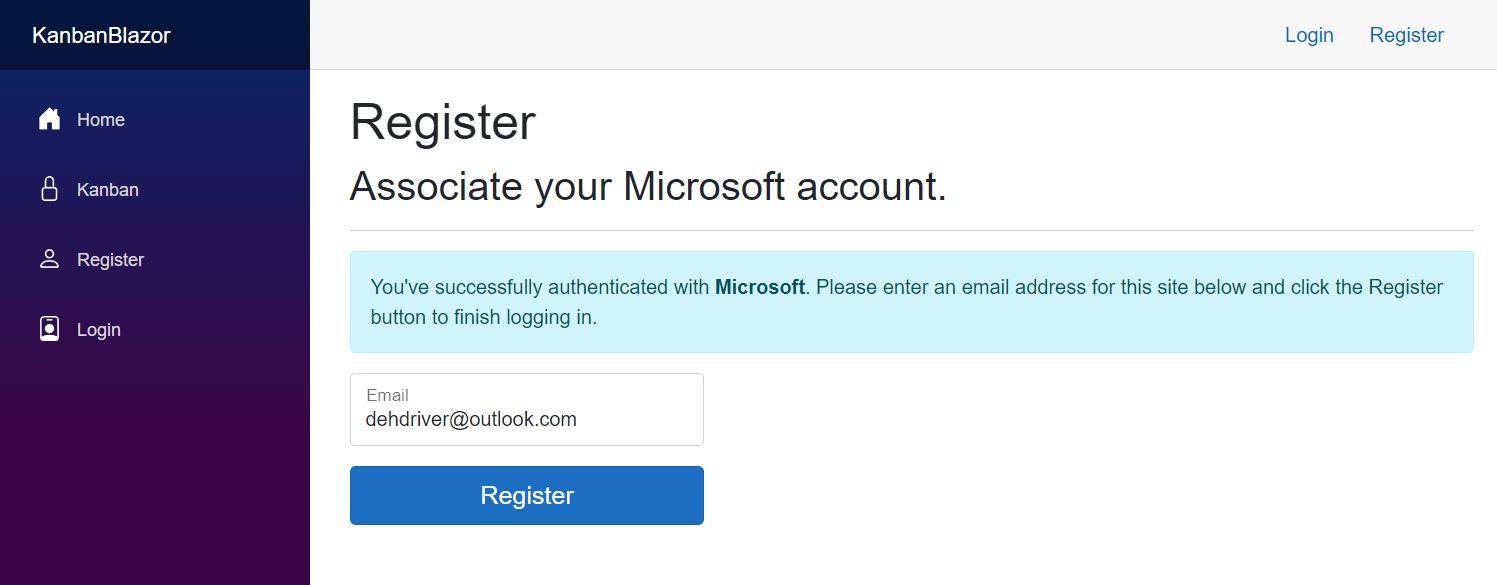 KanbanBlazor
Login
Register
Home
Kanban
Register
Login
Register
Associate your Microsoft account.
You've successfully authenticated with Microsoft. Please enter an email address for this site below and click the Register
button to finish logging in.
Email
dehdriver@outlook.com
Register